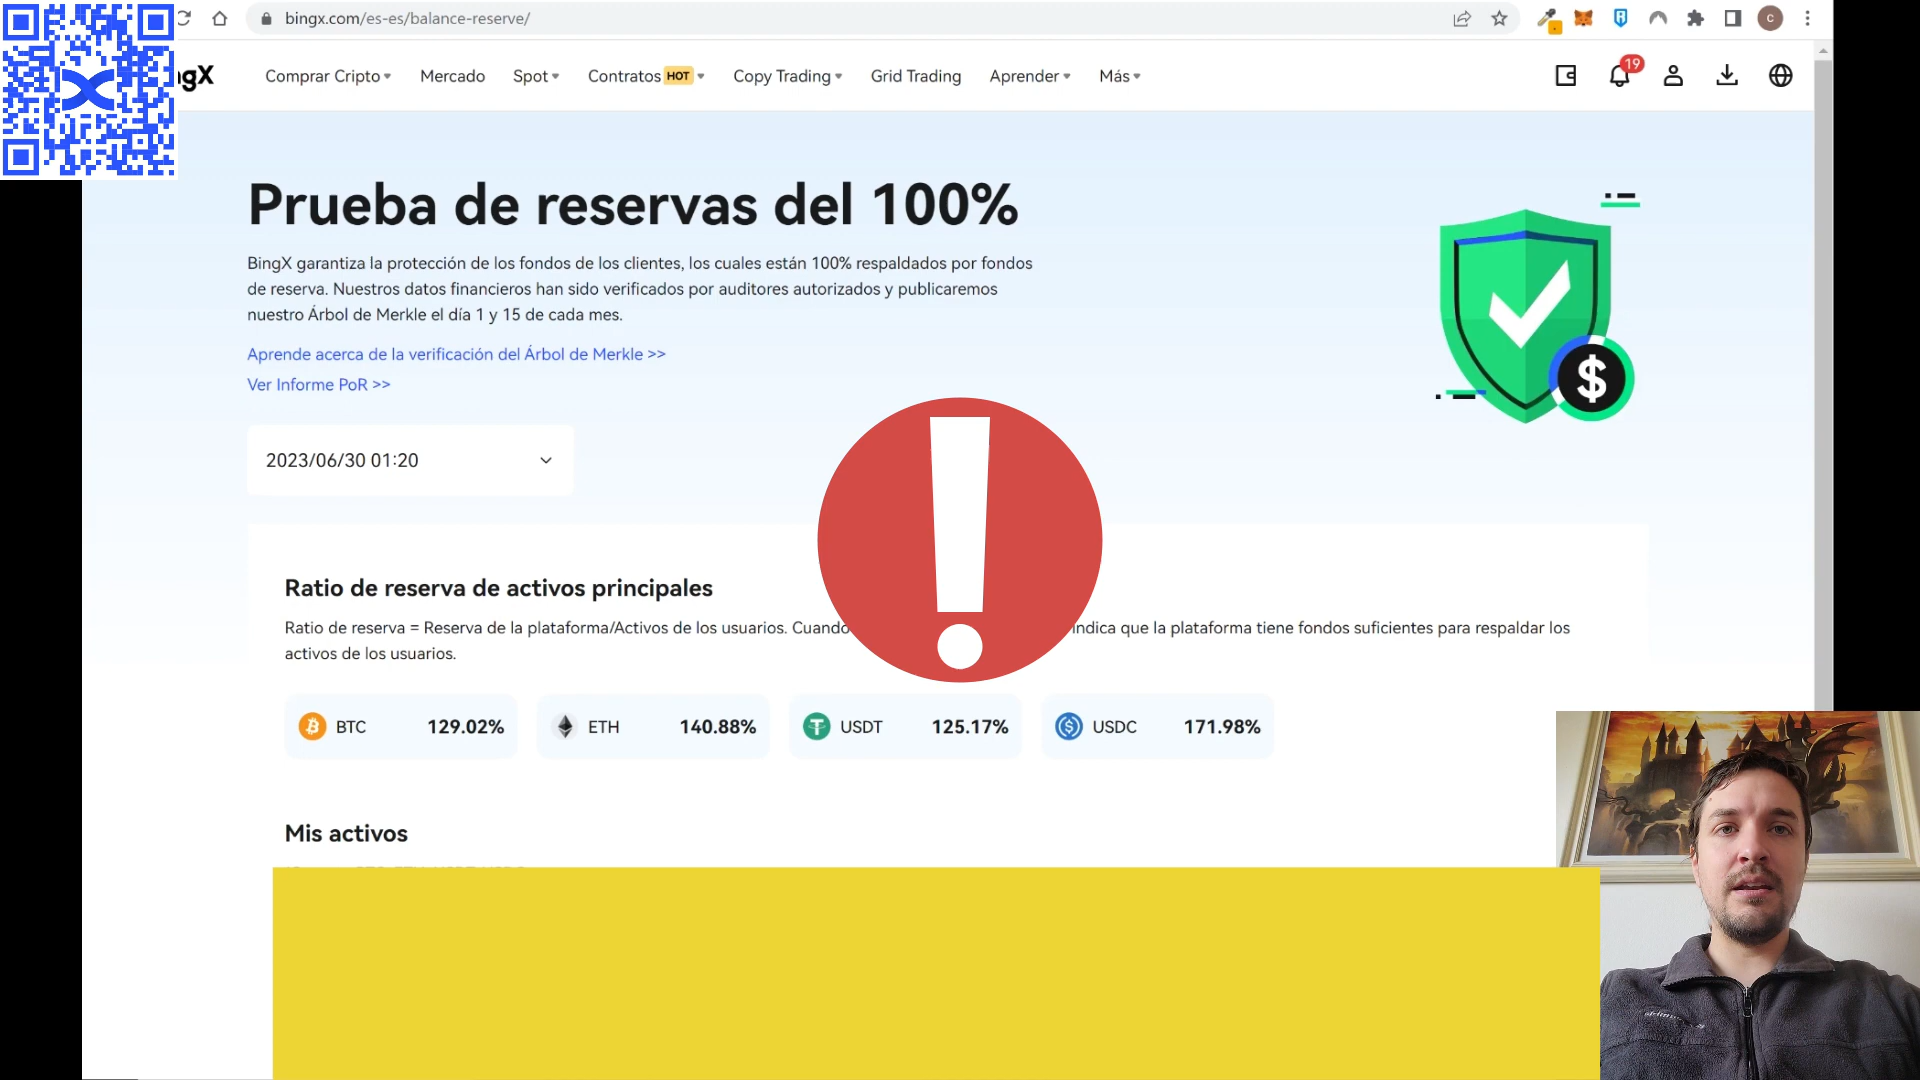 bingx.com/es-es/balance-reserve/
C
gX
Comprar Cripto
Mercado
Spot
Contratos HOT
Copy Trading
Grid Trading
Aprender
Más
19
Prueba de reservas del 100%
BingX garantiza la protección de los fondos de los clientes, los cuales están 100% respaldados por fondos
de reserva. Nuestros datos financieros han sido verificados por auditores autorizados y publicaremos
nuestro Árbol de Merkle el día 1 y 15 de cada mes.
Aprende acerca de la verificación del Árbol de Merkle >>
Ver Informe PoR >>
2023/06/30 01:20
$
!
Ratio de reserva de activos principales
Ratio de reserva = Reserva de la plataforma/Activos de los usuarios. Cuando indica que la plataforma tiene fondos suficientes para respaldar los
activos de los usuarios.
BTC 129.02%
ETH 140.88%
USDT 125.17%
USDC 171.98%
Mis activos